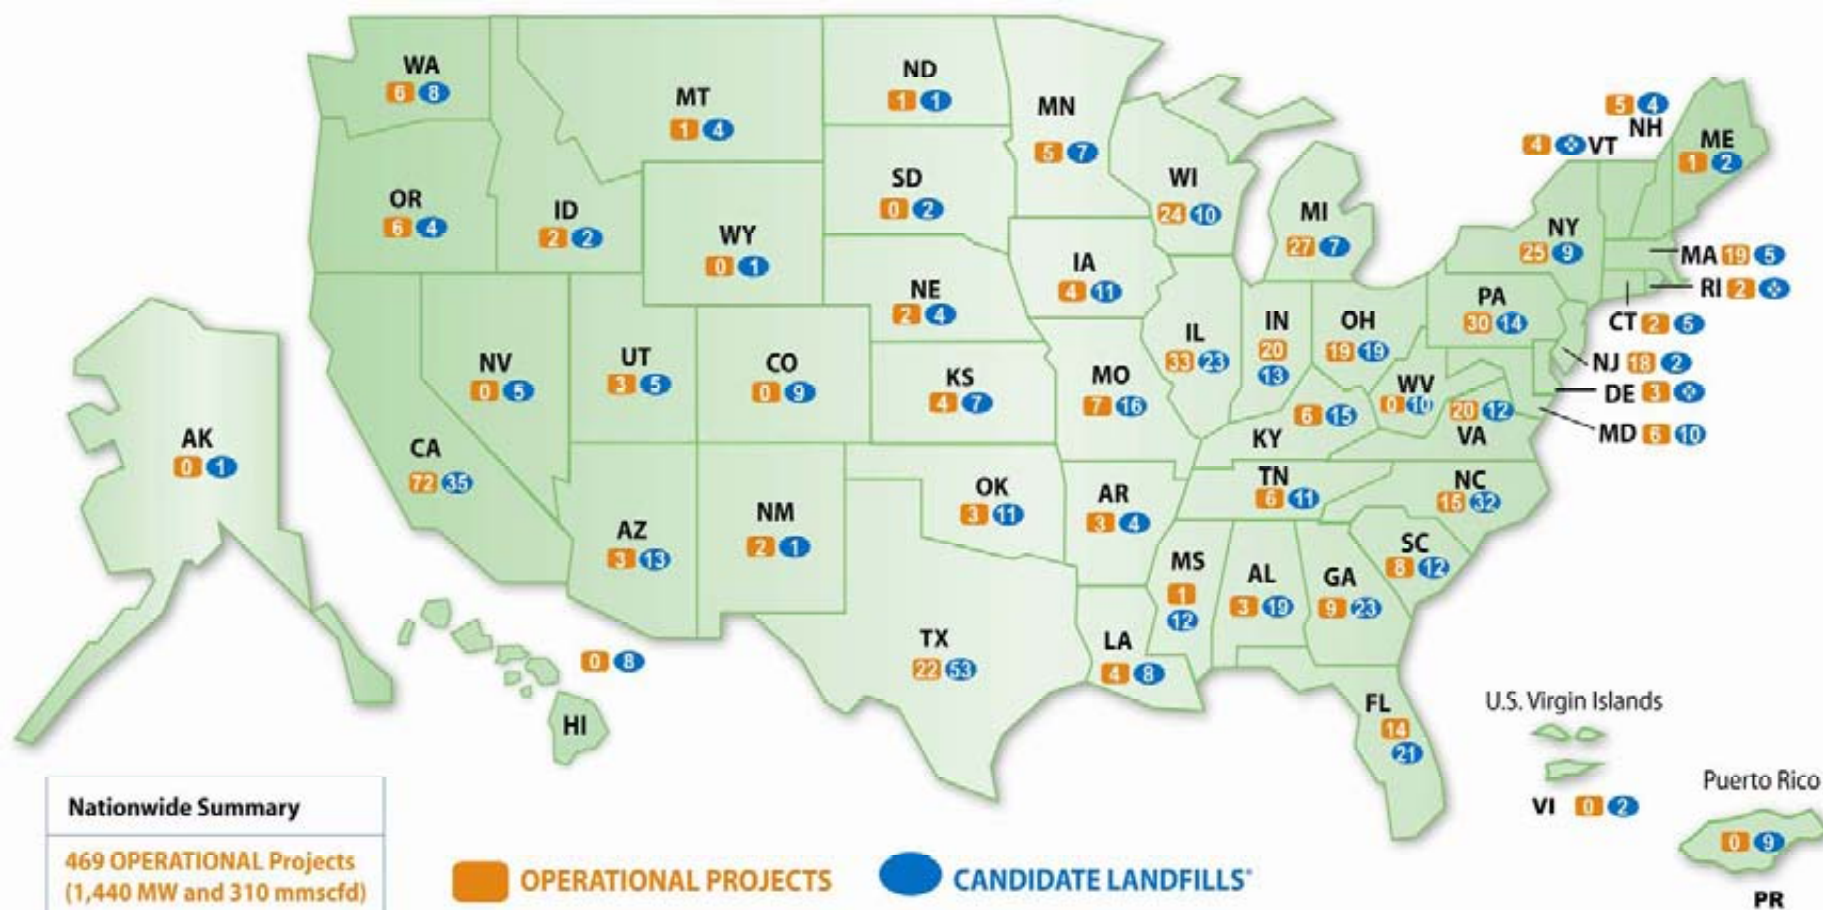 WA
6 8
MT
1 4
ND
1 1
MN
5 7
5 4
NH
4 VT
ME
1 2
OR
6 4
ID
2 2
WY
0 1
SD
0 2
WI
24 10
MI
27 7
NY
25 9
MA 19 5
RI 2
CT 2 5
NJ 18 2
DE 3
MD 6 10
NE
2 4
IA
4 11
IL
33 23
IN
20
13
OH
19 19
PA
30 14
WV
0 10
20 12
VA
NV
0 5
UT
3 5
CO
0 9
KS
4 7
MO
7 16
6 15
KY
CA
72 35
AK
0 1
AZ
3 13
NM
2 1
OK
3 11
AR
3 4
TN
6 11
NC
15 32
SC
8 12
MS
1
12
AL
3 19
GA
9 23
TX
22 53
LA
4 8
FL
14
21
0 8
HI
U.S. Virgin Islands
VI 0 2
Puerto Rico
0 9
PR
Nationwide Summary
469 OPERATIONAL Projects
(1,440 MW and 310 mmscfd)
OPERATIONAL PROJECTS
CANDIDATE LANDFILLS*